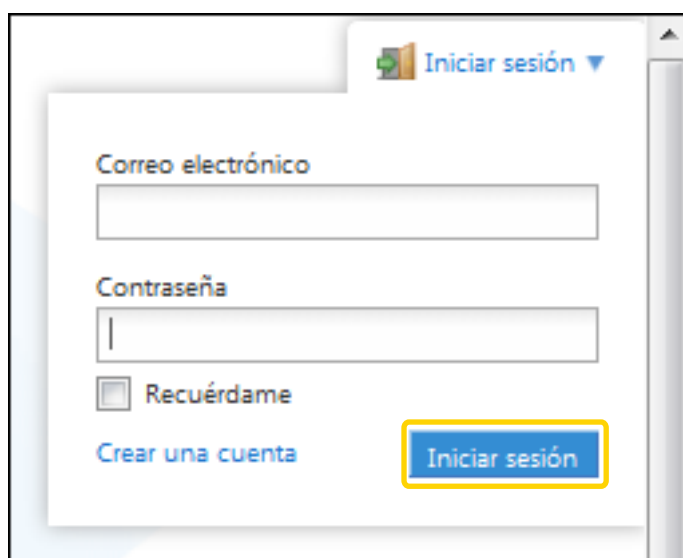 Iniciar sesión ▼
Correo electrónico
Contraseña
Recuérdame
Crear una cuenta
Iniciar sesión